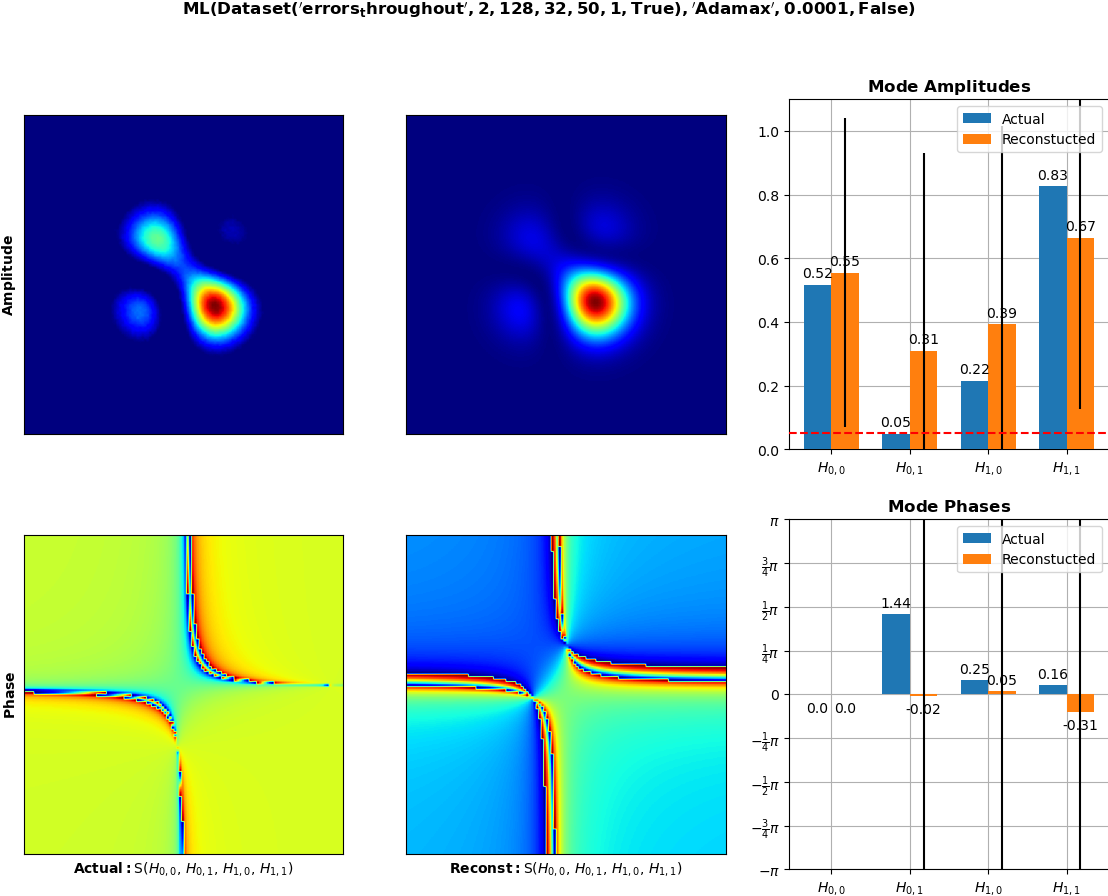 ML(Dataset('errors_throughout', 2, 128, 32, 50, 1, True), 'Adamax', 0.0001, False)
Amplitude
Mode Amplitudes
Actual
Reconstucted
1.0
0.8
0.6
0.4
0.2
0.0
0.52
0.55
0.05
0.31
0.22
0.39
0.83
0.67
H0,0 H0,1 H1,0 H1,1
Phase
Actual: S(H0,0, H0,1, H1,0, H1,1)
Reconst: S(H0,0, H0,1, H1,0, H1,1)
Mode Phases
Actual
Reconstucted
π
3/4π
1/2π
1/4π
0
−1/4π
−1/2π
−3/4π
−π
0.0
0.0
1.44
-0.02
0.25
0.05
0.16
-0.31
H0,0 H0,1 H1,0 H1,1